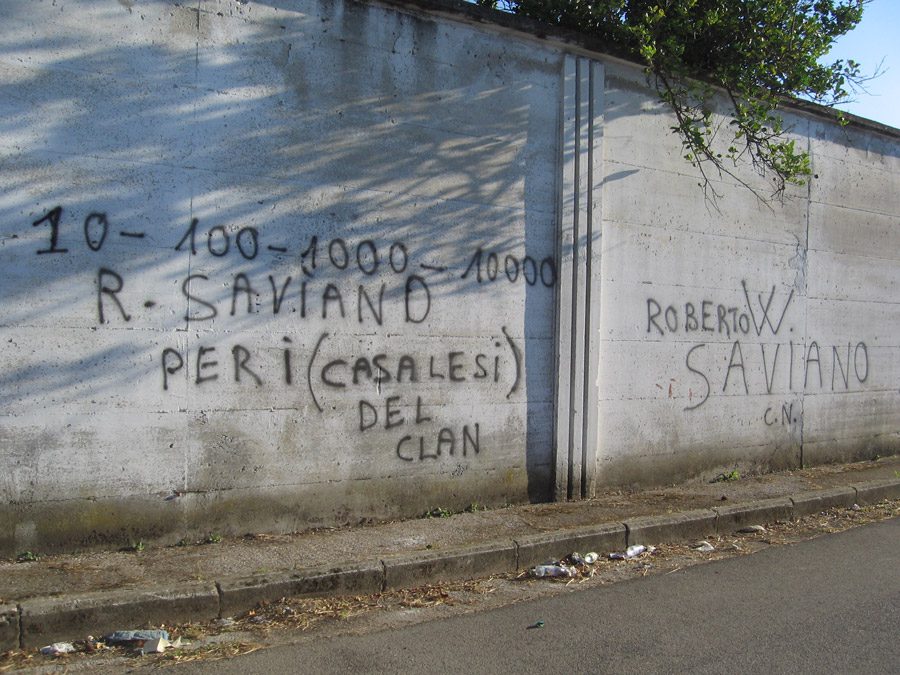 10 - 100 - 1000 - 10000
R. SAVIANO
PER i (CASALESI)
DEL
CLAN
ROBERTO W.
SAVIANO
C.N.